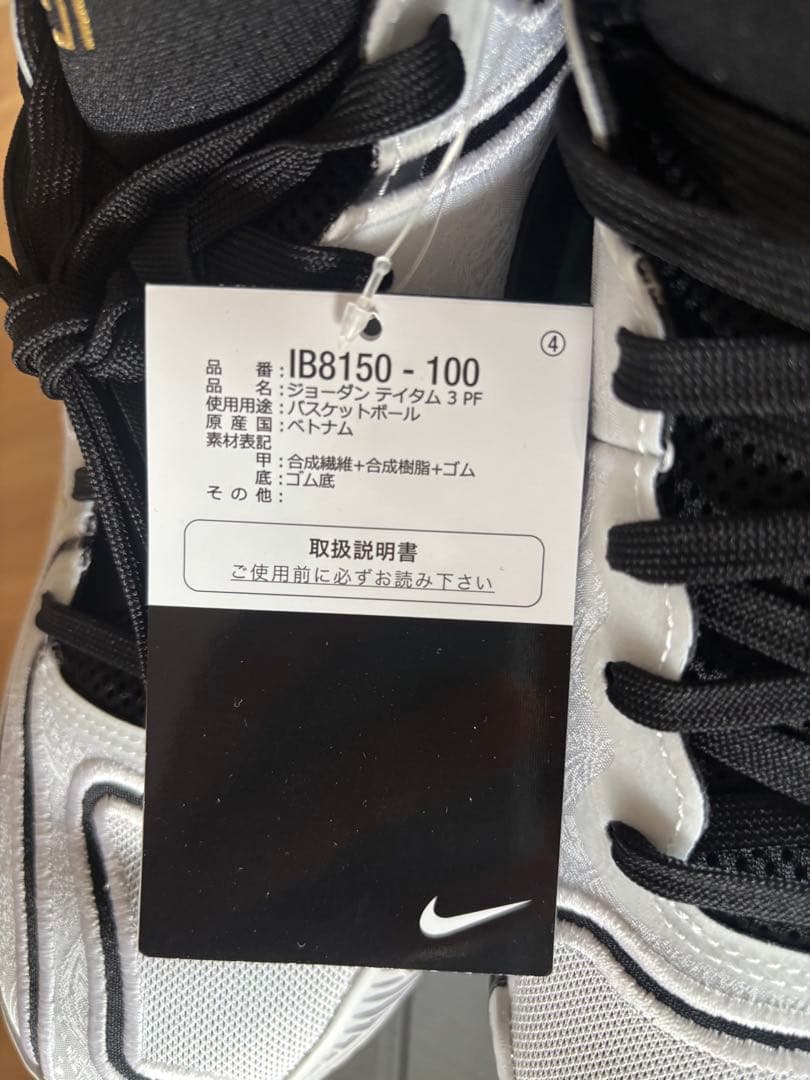 ④
品番:IB8150-100
品名:ジョーダン テイタム 3 PF
使用用途:バスケットボール
原産国:ベトナム
素材表記
甲:合成繊維+合成樹脂+ゴム
底:ゴム底
その他:
取扱説明書
ご使用前に必ずお読み下さい